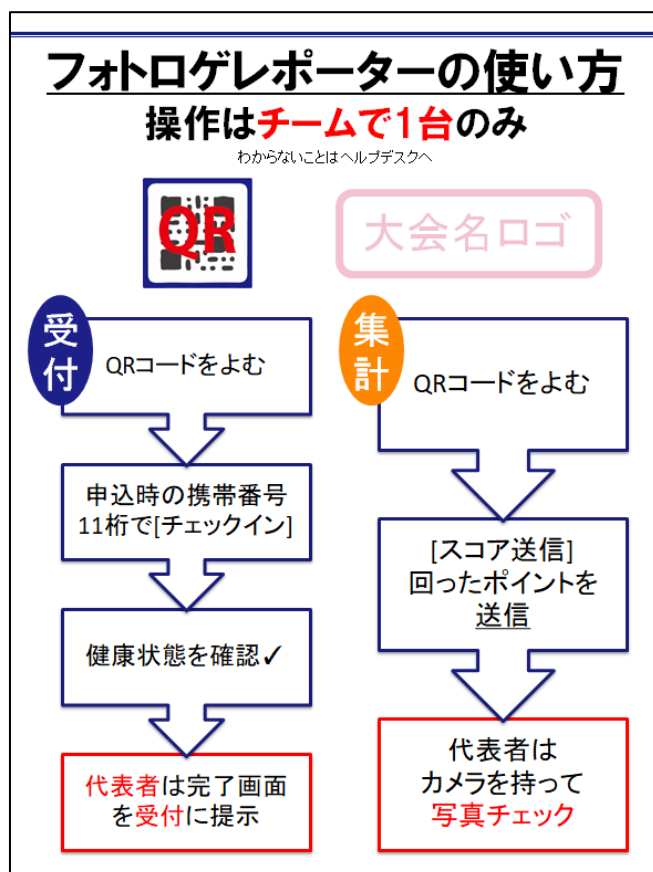 フォトロゲレポーターの使い方
操作はチームで1台のみ
わからないことはヘルプデスクへ
QR
大会名ロゴ
受付
QRコードをよむ
申込時の携帯番号
11桁で[チェックイン]
健康状態を確認✓
代表者は完了画面
を受付に提示
集計
QRコードをよむ
[スコア送信]
回ったポイントを
送信
代表者は
カメラを持って
写真チェック